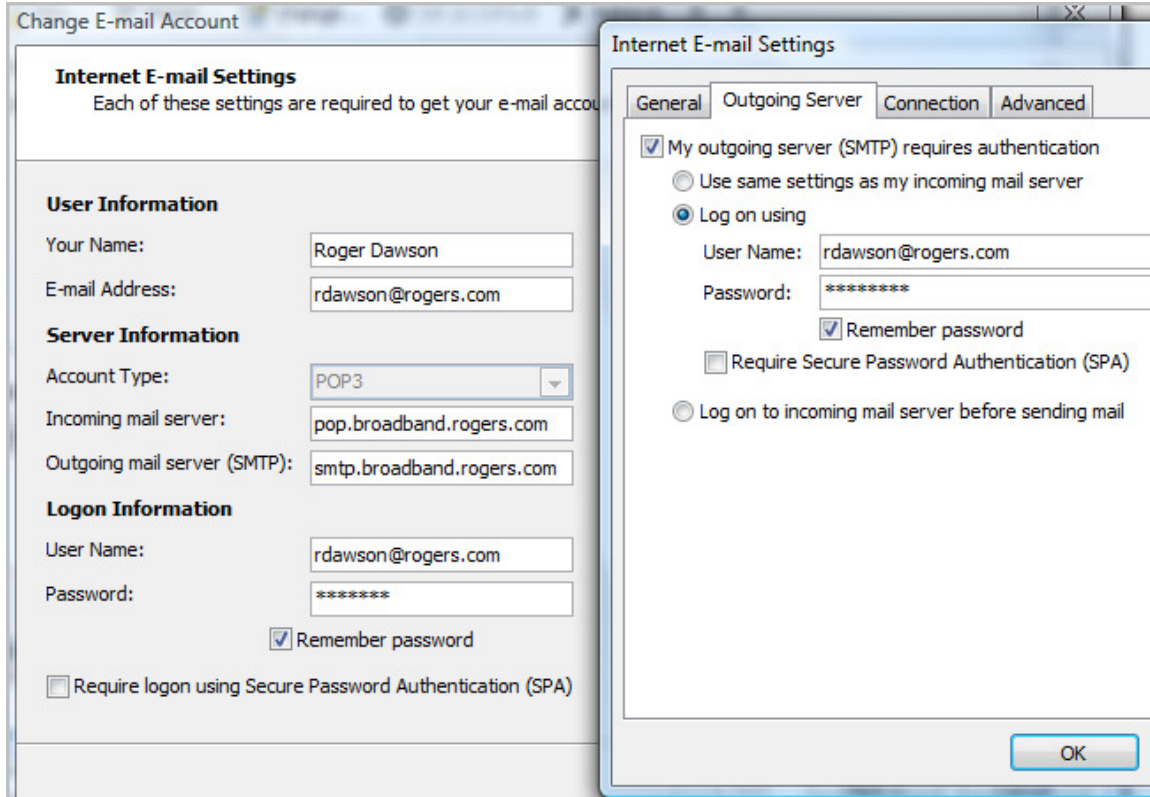 Change E-mail Account
Internet E-mail Settings
Each of these settings are required to get your e-mail accou
User Information
Your Name:
Roger Dawson
E-mail Address:
rdawson@rogers.com
Server Information
Account Type:
POP3
Incoming mail server:
pop.broadband.rogers.com
Outgoing mail server (SMTP):
smtp.broadband.rogers.com
Logon Information
User Name:
rdawson@rogers.com
Password:
*******
Remember password
Require logon using Secure Password Authentication (SPA)
Internet E-mail Settings
General Outgoing Server Connection Advanced
My outgoing server (SMTP) requires authentication
Use same settings as my incoming mail server
Log on using
User Name: rdawson@rogers.com
Password: ********
Remember password
Require Secure Password Authentication (SPA)
Log on to incoming mail server before sending mail
OK